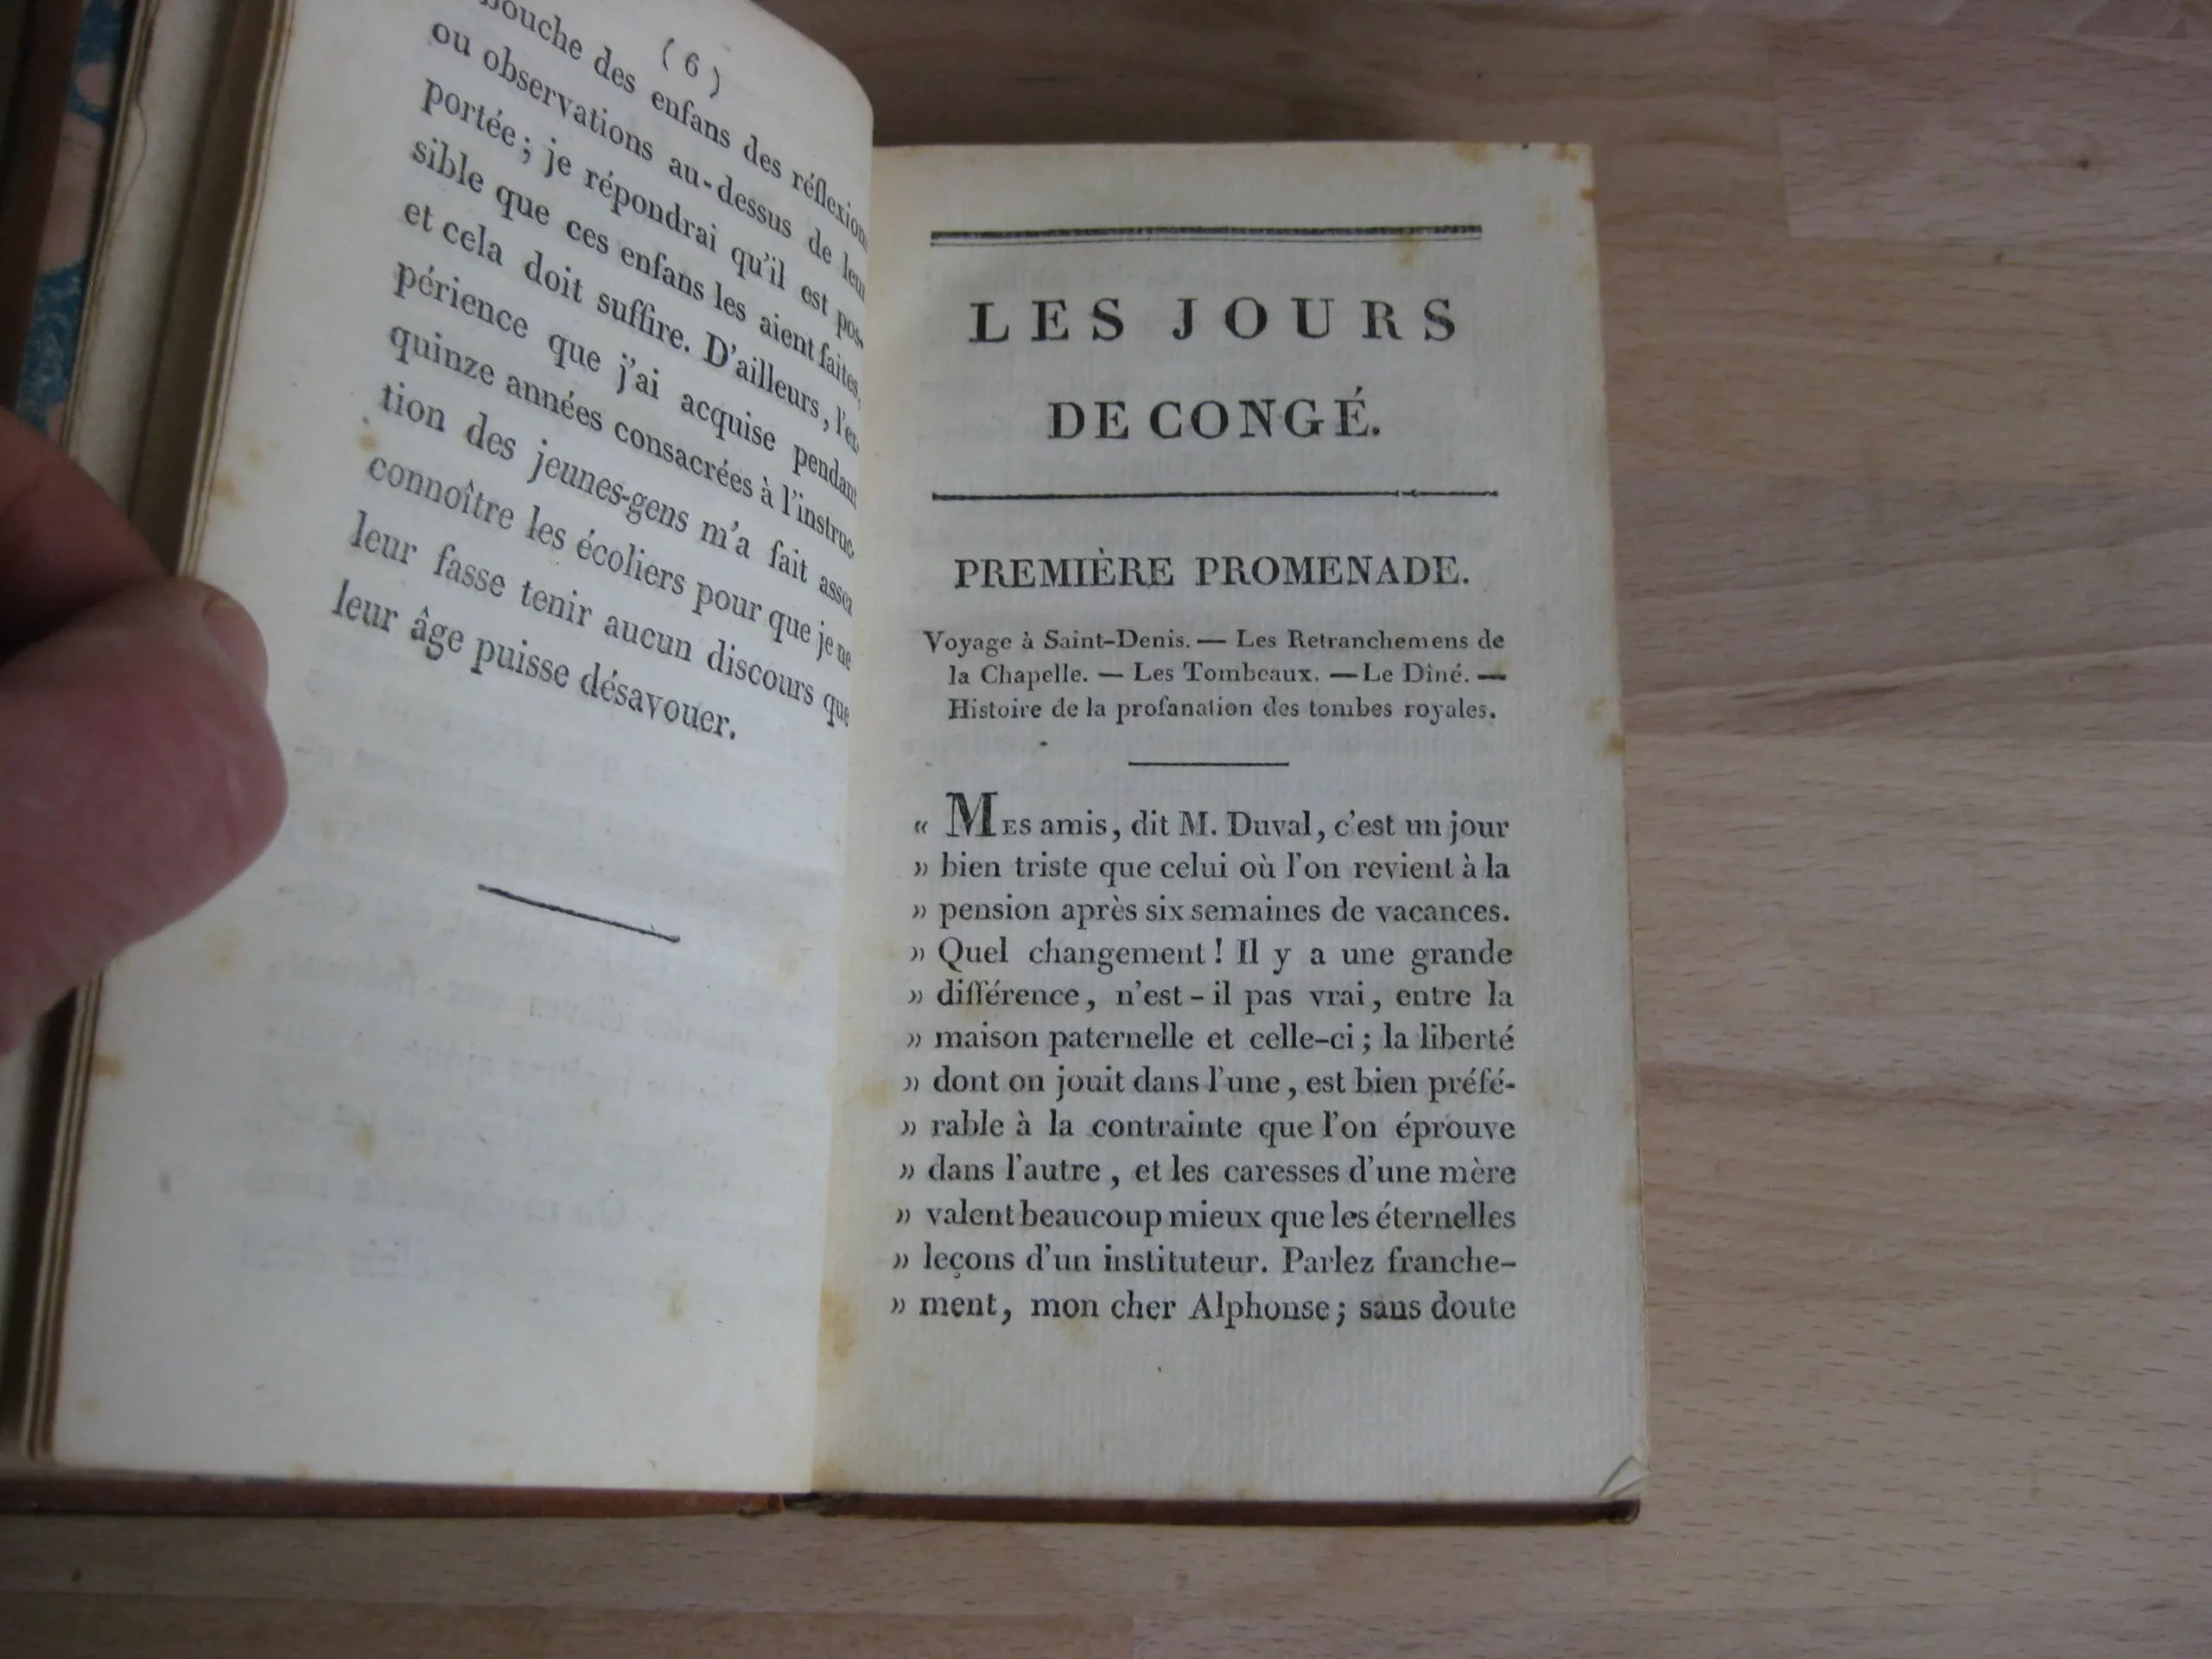 ( 6 )
bouche des enfans des réflexion
ou observations au-dessus de leur
portée ; je répondrai qu'il est pos-
sible que ces enfans les aient faites,
et cela doit suffire. D'ailleurs, l'ex-
périence que j'ai acquise pendant
quinze années consacrées à l'instruc-
tion des jeunes-gens m'a fait assez
connoître les écoliers pour que je ne
leur fasse tenir aucun discours que
leur âge puisse désavouer.
LES JOURS
DE CONGÉ.
PREMIÈRE PROMENADE.
Voyage à Saint-Denis. — Les Retranchemens de
la Chapelle. — Les Tombeaux. — Le Dîné. —
Histoire de la profanation des tombes royales.
« MES amis, dit M. Duval, c'est un jour
» bien triste que celui où l'on revient à la
» pension après six semaines de vacances.
» Quel changement ! Il y a une grande
» différence, n'est-il pas vrai, entre la
» maison paternelle et celle-ci ; la liberté
» dont on jouit dans l'une, est bien préfé-
» rable à la contrainte que l'on éprouve
» dans l'autre, et les caresses d'une mère
» valent beaucoup mieux que les éternelles
» leçons d'un instituteur. Parlez franche-
» ment, mon cher Alphonse ; sans doute